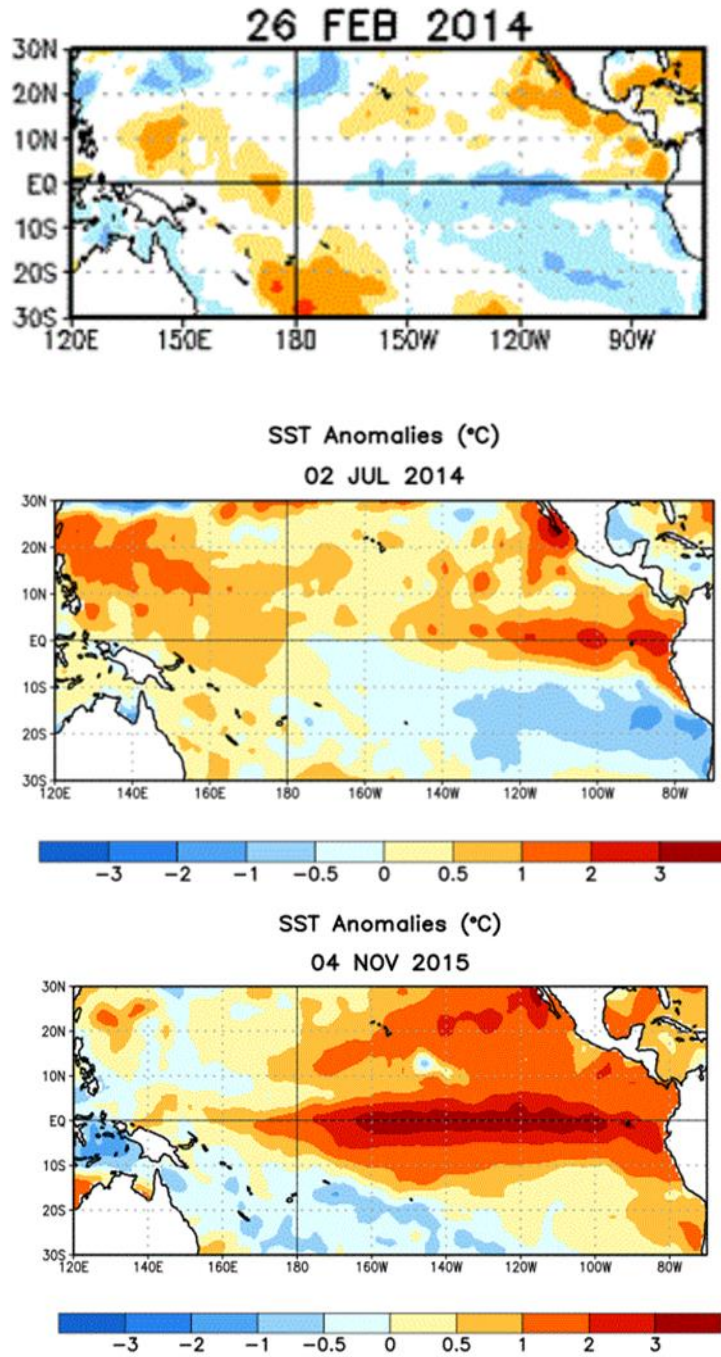 26 FEB 2014
30N
20N
10N
EQ
10S
20S
30S
120E 150E 180 150W 120W 90W
SST Anomalies (°C)
02 JUL 2014
30N
20N
10N
EQ
10S
20S
30S
120E 140E 160E 180 160W 140W 120W 100W 80W
-3 -2 -1 -0.5 0 0.5 1 2 3
SST Anomalies (°C)
04 NOV 2015
30N
20N
10N
EQ
10S
20S
30S
120E 140E 160E 180 160W 140W 120W 100W 80W
-3 -2 -1 -0.5 0 0.5 1 2 3